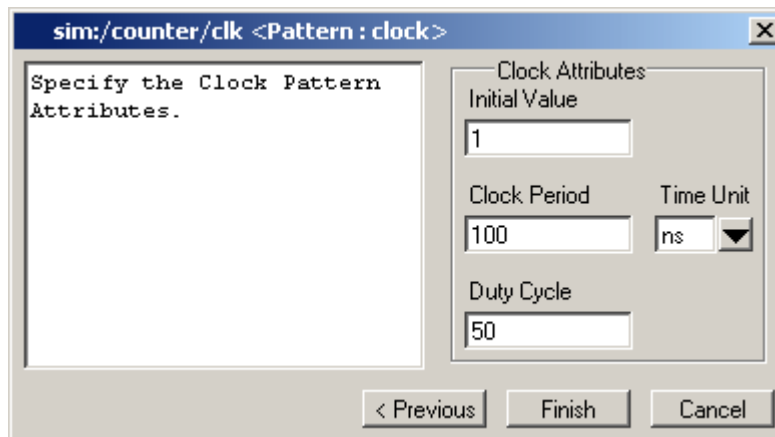 sim:/counter/clk <Pattern : clock>
Specify the Clock Pattern
Attributes.
Clock Attributes
Initial Value
1
Clock Period
Time Unit
100
ns
Duty Cycle
50
< Previous
Finish
Cancel